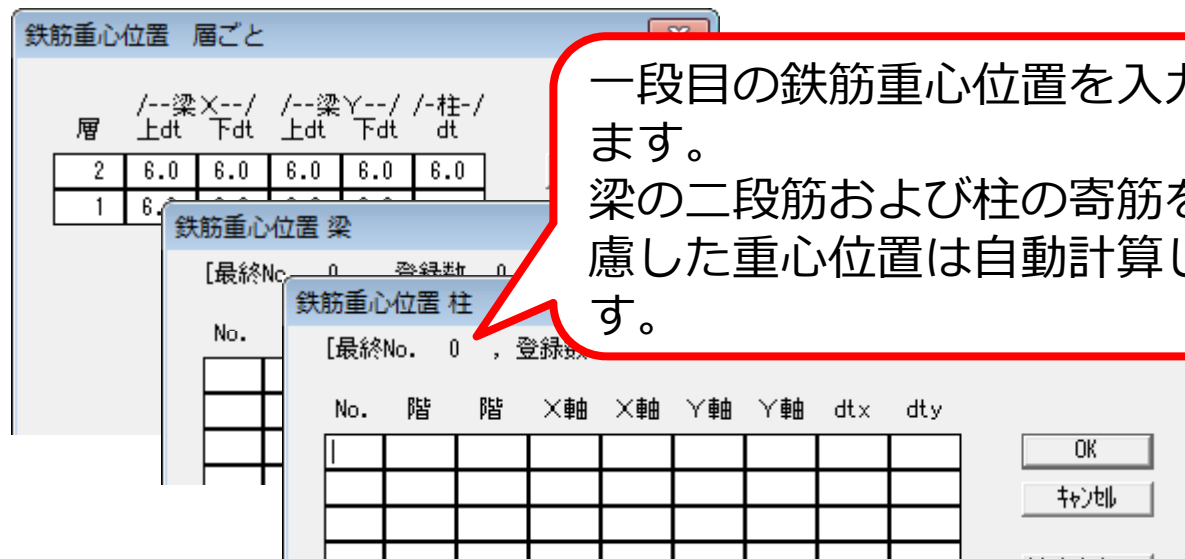 鉄筋重心位置 層ごと
/--梁X--/ /--梁Y--/ /-柱-/
層 上dt 下dt 上dt 下dt dt
2 6.0 6.0 6.0 6.0 6.0
1 6.
鉄筋重心位置 梁
[最終No. 0 登録数 0
No.
鉄筋重心位置 柱
[最終No. 0 , 登録数
No. 階 階 X軸 X軸 Y軸 Y軸 dtx dty
OK
キャンセル
一段目の鉄筋重心位置を入力
ます。
梁の二段筋および柱の寄筋を
慮した重心位置は自動計算し
す。